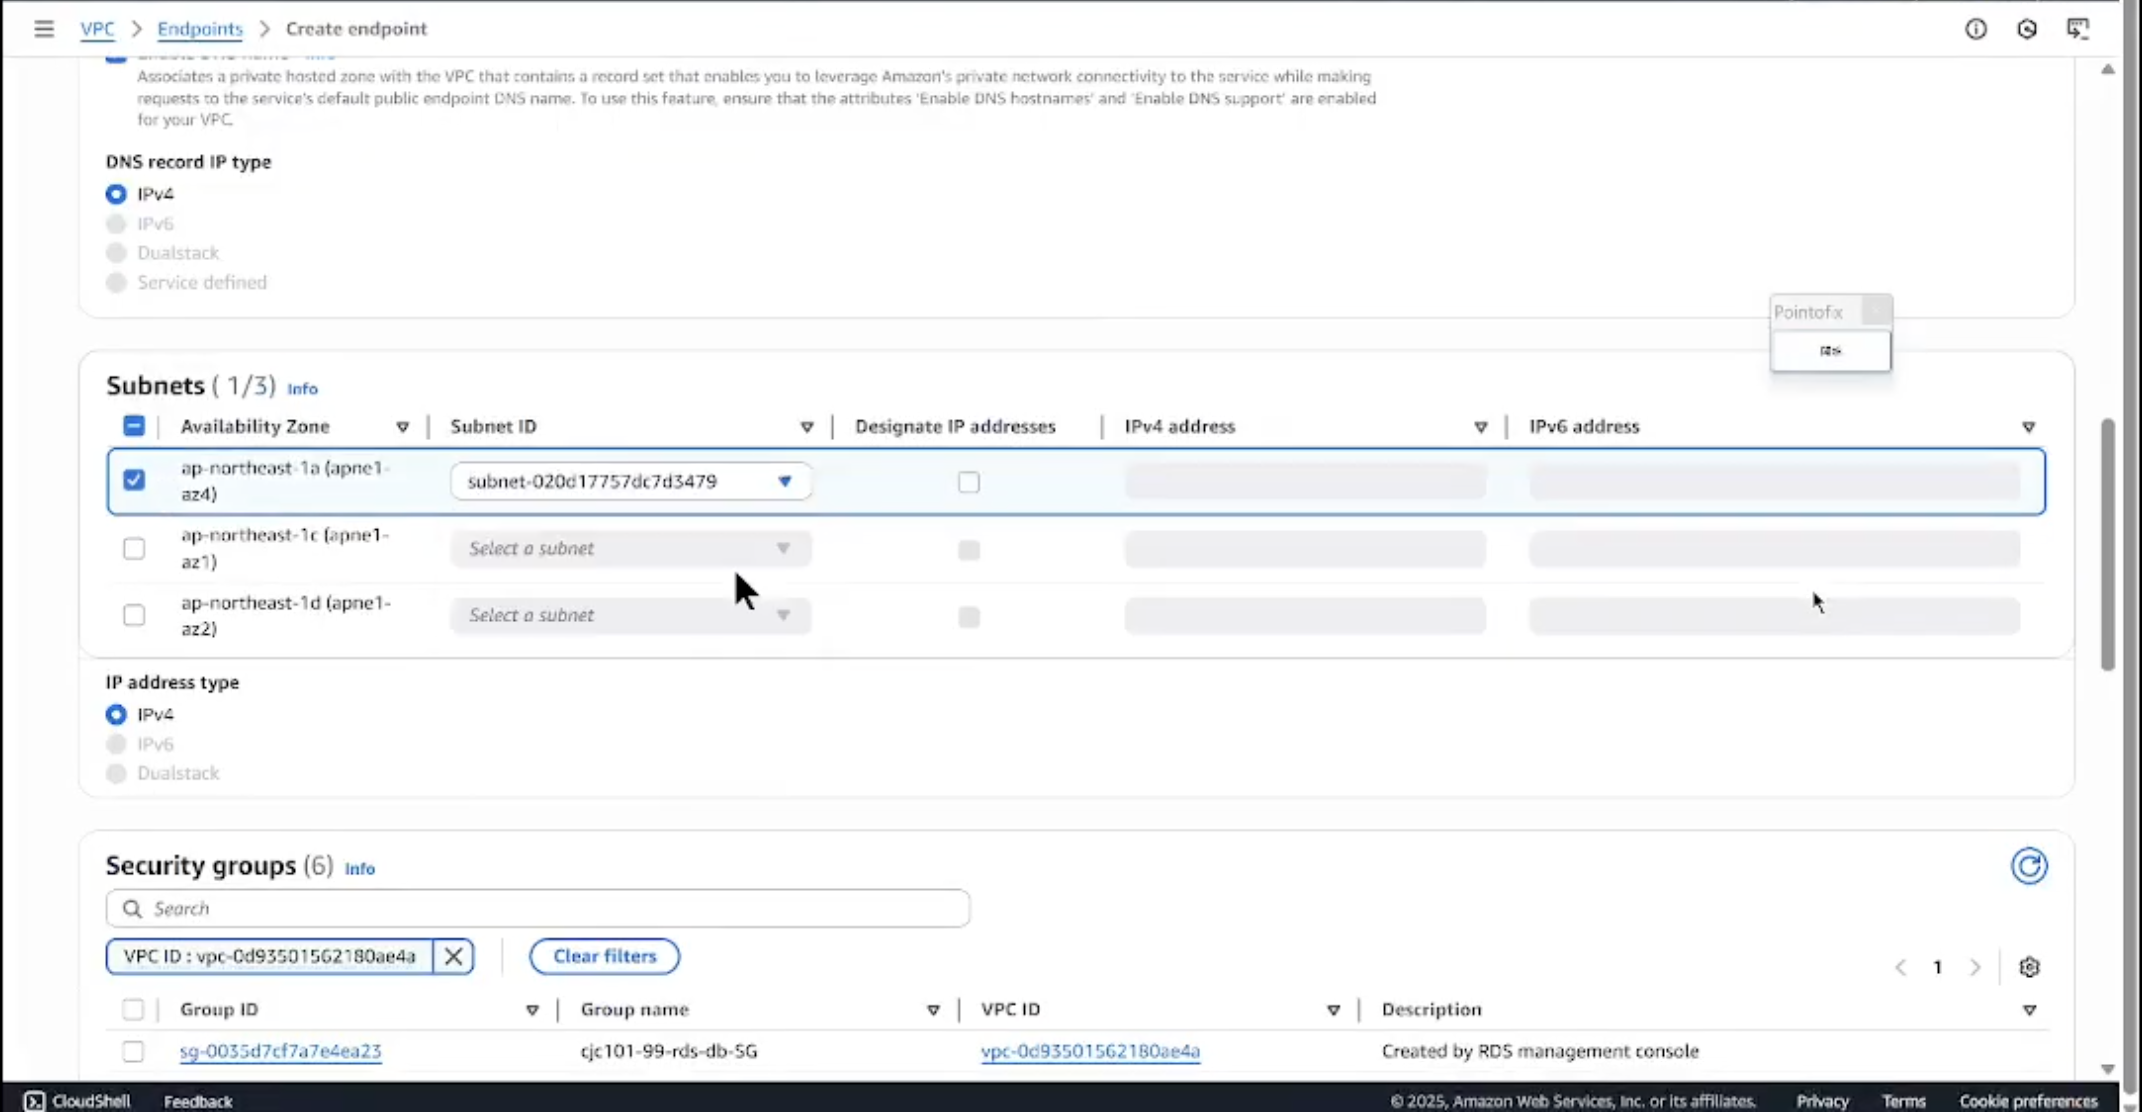 VPC > Endpoints > Create endpoint
Associates a private hosted zone with the VPC that contains a record set that enables you to leverage Amazon's private network connectivity to the service while making
requests to the service's default public endpoint DNS name. To use this feature, ensure that the attributes 'Enable DNS hostnames' and 'Enable DNS support' are enabled
for your VPC.
DNS record IP type
IPv4
IPv6
Dualstack
Service defined
Pointofix
Subnets ( 1/3) Info
Availability Zone Subnet ID Designate IP addresses IPv4 address IPv6 address
ap-northeast-1a (apne1-
az4) subnet-020d17757dc7d3479
ap-northeast-1c (apne1-
az1) Select a subnet
ap-northeast-1d (apne1-
az2) Select a subnet
IP address type
IPv4
IPv6
Dualstack
Security groups (6) Info
Search
VPC ID : vpc-0d93501562180ae4a Clear filters
1
Group ID Group name VPC ID Description
sg-0035d7cf7a7e4ea23 cjc101-99-rds-db-SG vpc-0d93501562180ae4a Created by RDS management console
CloudShell Feedback © 2025, Amazon Web Services, Inc. or its affiliates. Privacy Terms Cookie preferences